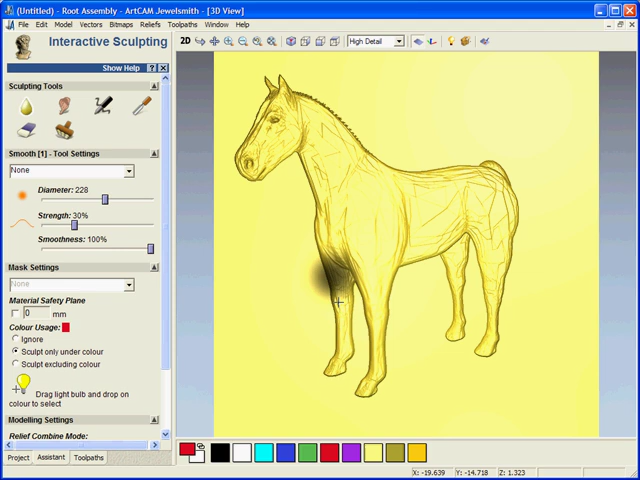 (Untitled) - Root Assembly - ArtCAM Jewelsmith - [3D View]
File Edit Model View Reliefs Toolpaths Window Help
Interactive Sculpting
2D
High Detail
Show Help ? X
Sculpting Tools
Smooth [1] - Tool Settings
None
Diameter: 228
Strength: 30%
Smoothness: 100%
Mask Settings
None
Material Safety Plane
0 mm
Colour Usage:
Ignore
Sculpt only under colour
Sculpt excluding colour
Drag light bulb and drop on
colour to select
Modelling Settings
Relief Combine Mode:
Project Assistant Toolpaths
X: -19.639 Y: -14.718 Z: 1.323